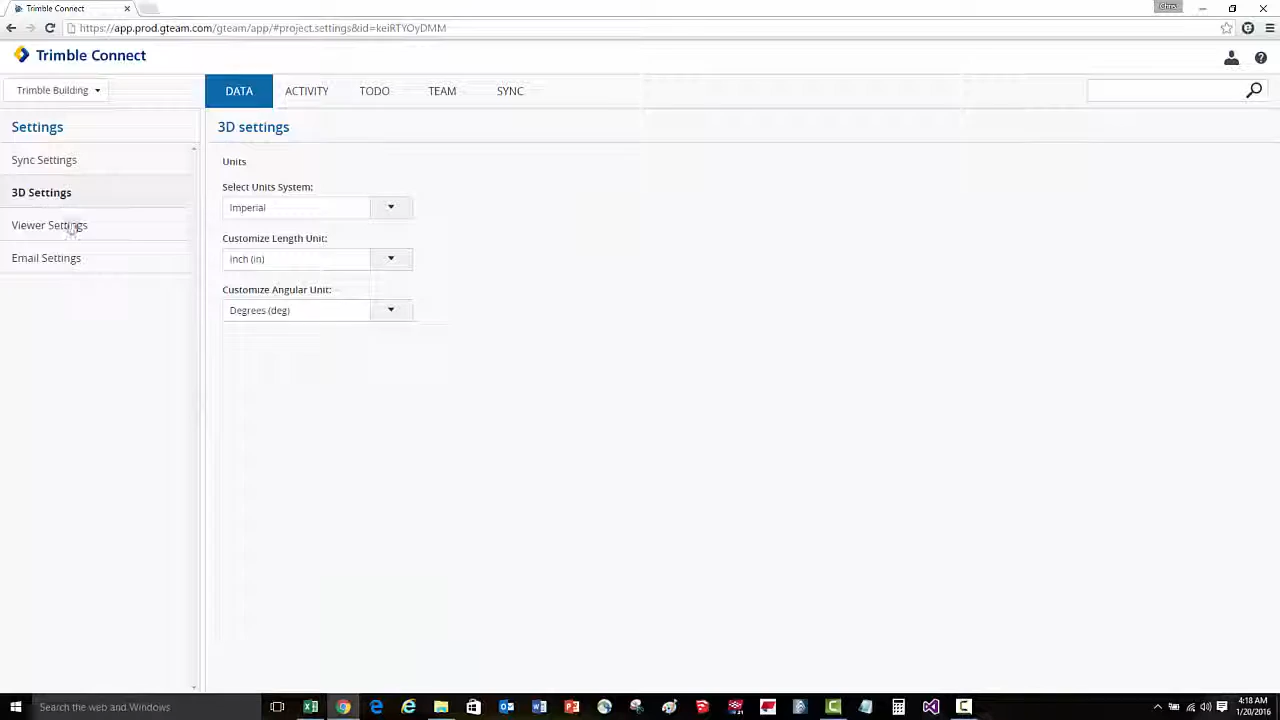 Trimble Connect
Chris
https://app.prod.gteam.com/gteam/app/#project.settings&id=keiRTYOyDMM
Trimble Connect
Trimble Building
DATA
ACTIVITY
TODO
TEAM
SYNC
Settings
3D settings
Sync Settings
3D Settings
Viewer Settings
Email Settings
Units
Select Units System:
Imperial
Customize Length Unit:
inch (in)
Customize Angular Unit:
Degrees (deg)
Search the web and Windows
4:18 AM
1/20/2016